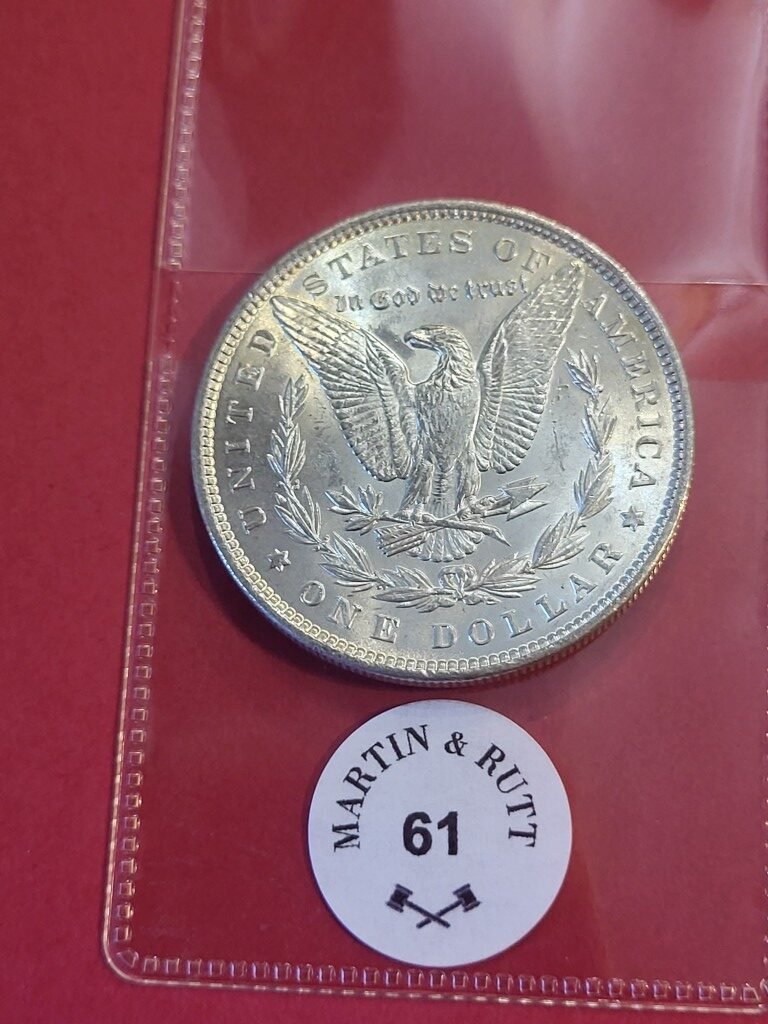 UNITED STATES OF AMERICA
In God we trust
ONE DOLLAR
MARTIN & RUTT
61